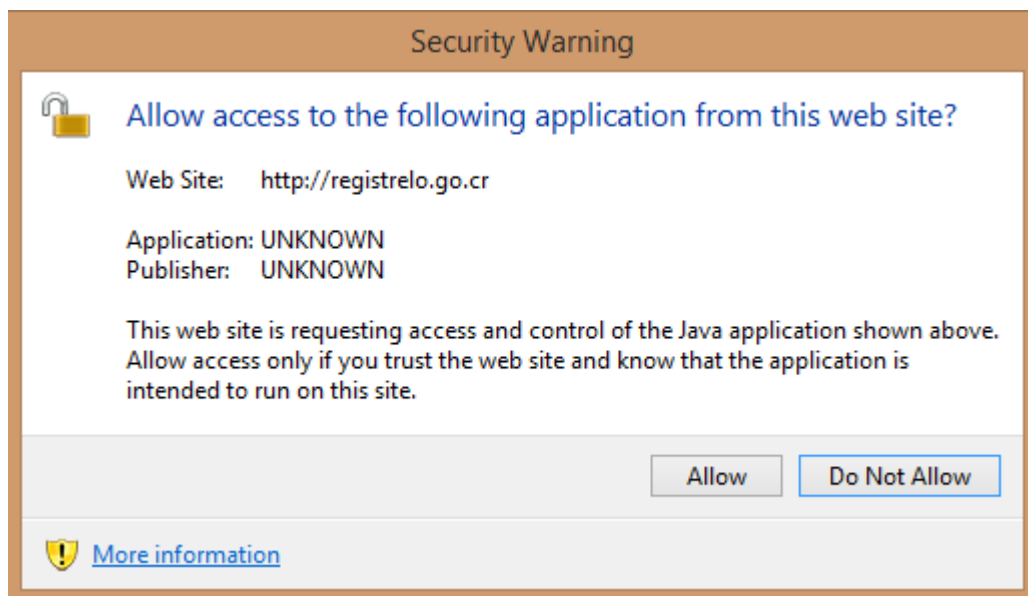 Security Warning
Allow access to the following application from this web site?
Web Site: http://registrelo.go.cr
Application: UNKNOWN
Publisher: UNKNOWN
This web site is requesting access and control of the Java application shown above.
Allow access only if you trust the web site and know that the application is
intended to run on this site.
Allow Do Not Allow
More information